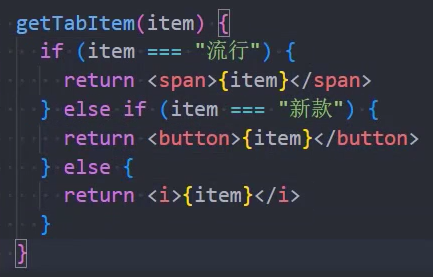 getTabItem(item) {
if (item === "流行") {
return <span>{item}</span>
} else if (item === "新款") {
return <button>{item}</button>
} else {
return <i>{item}</i>
}
}